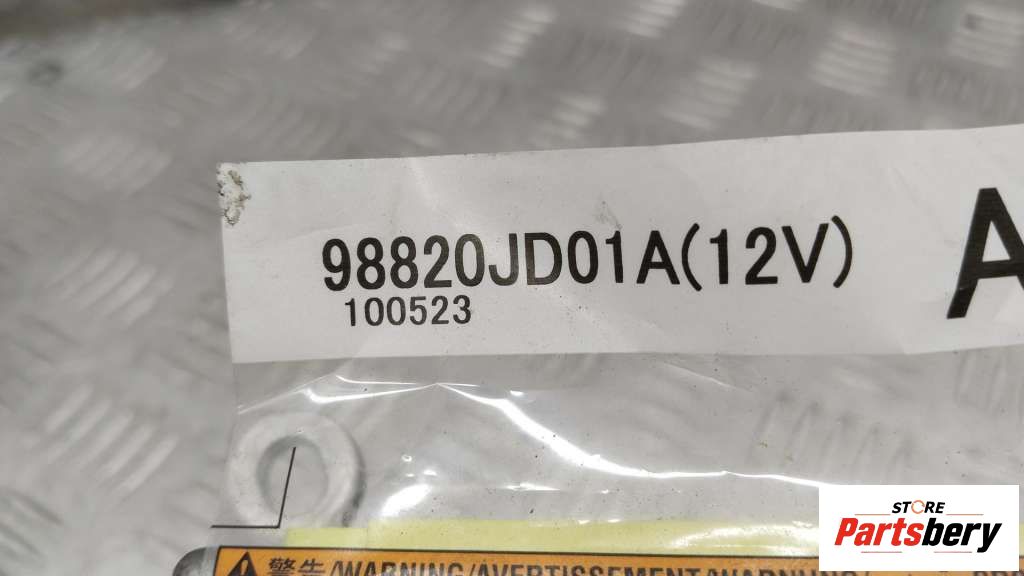 98820JD01A(12V)
A
100523
STORE
Partsbery
警告/WARNING/AVERTISSEMENT/WARNUNG/